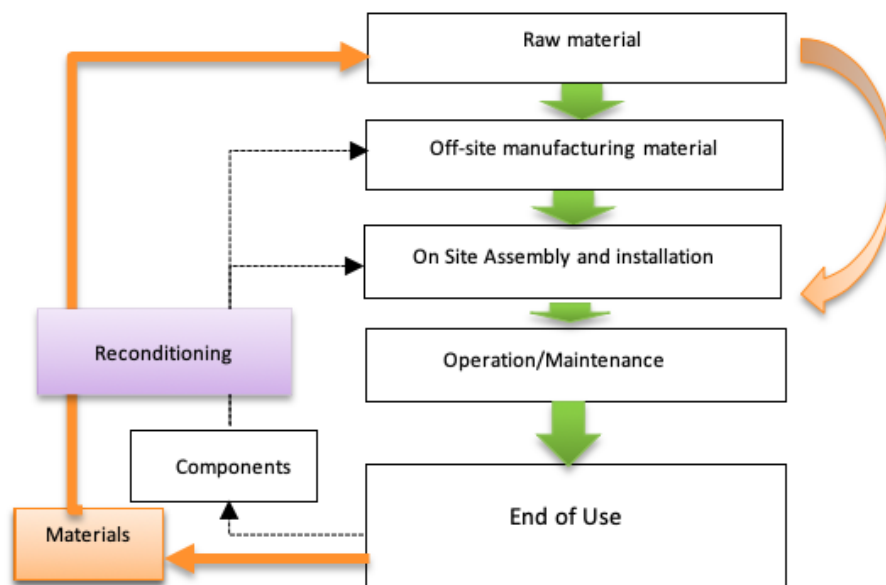 Raw material
Off-site manufacturing material
On Site Assembly and installation
Reconditioning
Operation/Maintenance
Components
End of Use
Materials